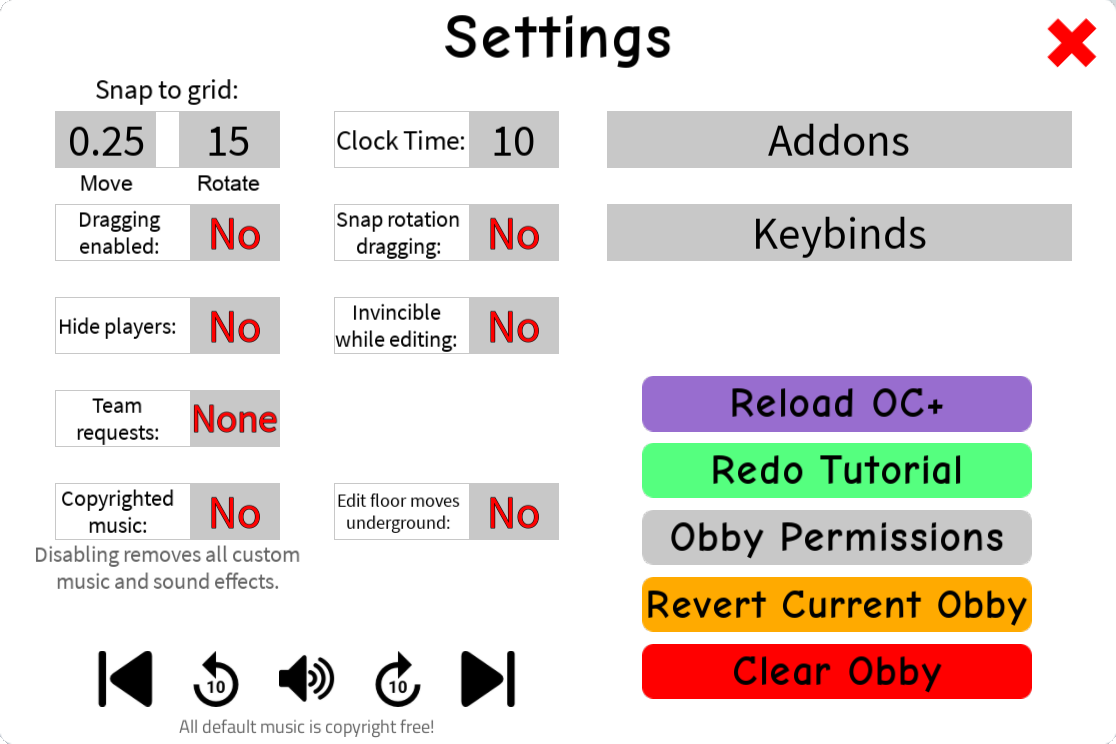 Settings
Snap to grid:
0.25
15
Move
Rotate
Clock Time:
10
Addons
Dragging
enabled:
No
Snap rotation
dragging:
No
Keybinds
Hide players:
No
Invincible
while editing:
No
Team
requests:
None
Copyrighted
music:
No
Edit floor moves
underground:
No
Disabling removes all custom
music and sound effects.
Reload OC+
Redo Tutorial
Obby Permissions
Revert Current Obby
Clear Obby
10
10
All default music is copyright free!